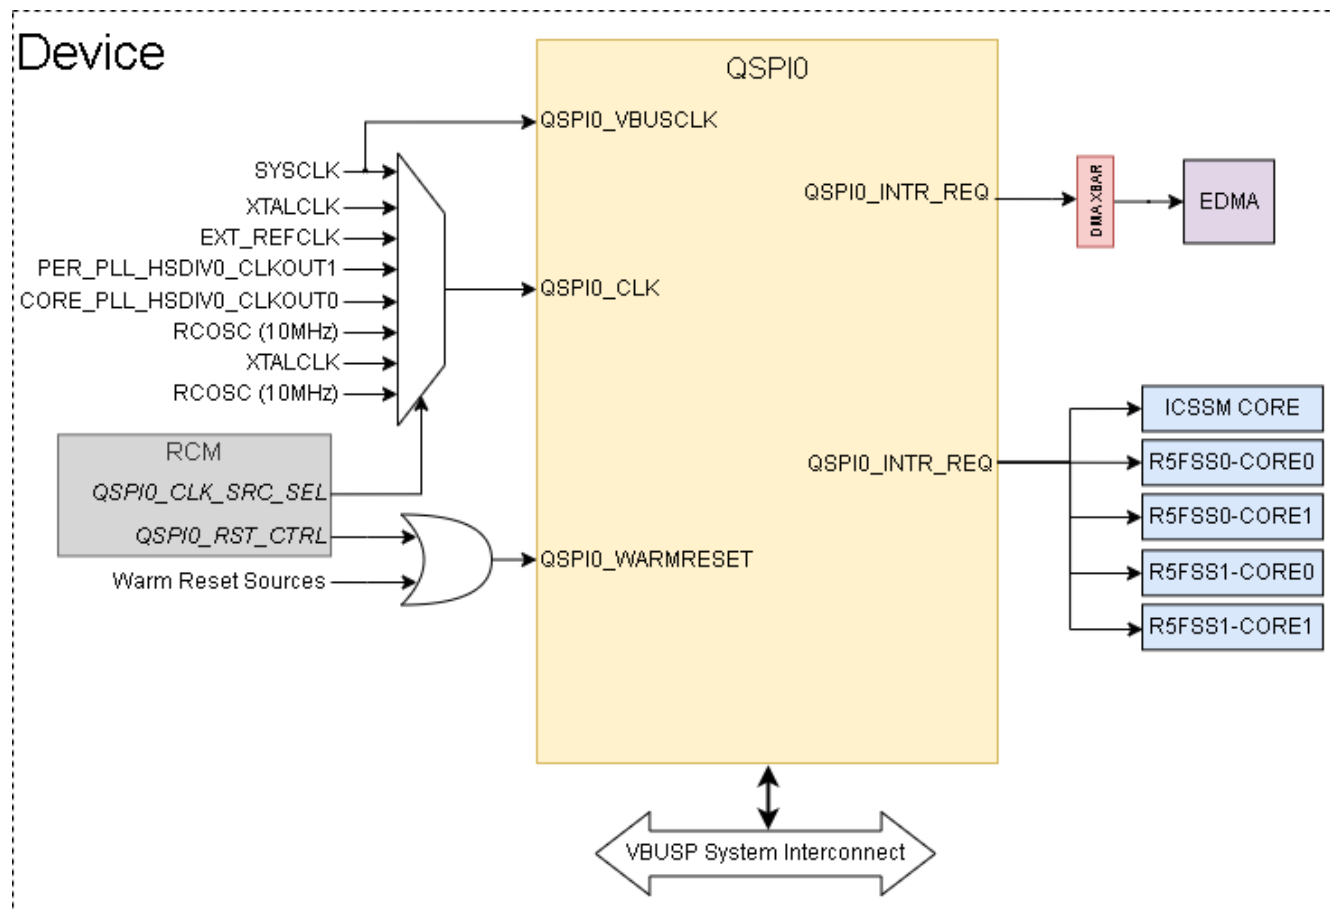 Device
QSPI0
QSPI0_VBUSCLK
SYSCLK
XTALCLK
EXT_REFCLK
PER_PLL_HSDIV0_CLKOUT1
CORE_PLL_HSDIV0_CLKOUT0
RCOSC (10MHz)
XTALCLK
RCOSC (10MHz)
QSPI0_CLK
RCM
QSPI0_CLK_SRC_SEL
QSPI0_RST_CTRL
Warm Reset Sources
QSPI0_WARMRESET
QSPI0_INTR_REQ
DMA XBAR
EDMA
QSPI0_INTR_REQ
ICSSM CORE
R5FSS0-CORE0
R5FSS0-CORE1
R5FSS1-CORE0
R5FSS1-CORE1
VBUSP System Interconnect